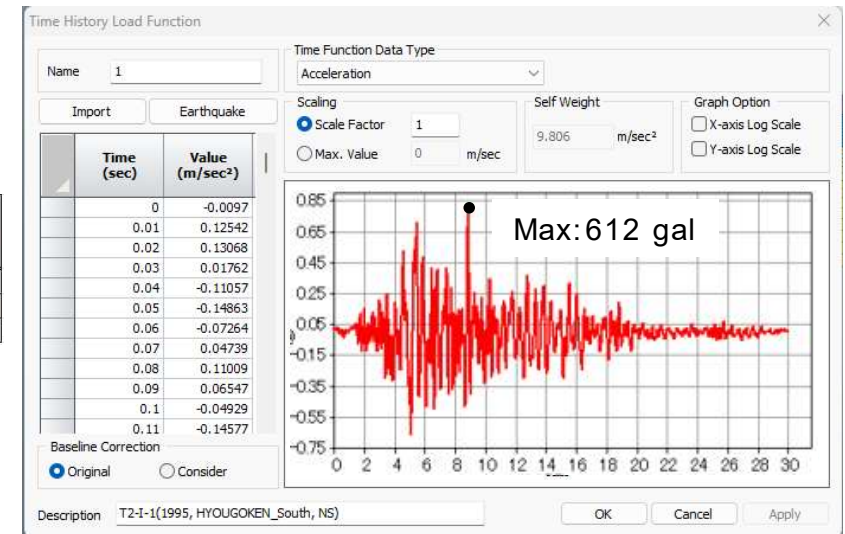 Time History Load Function
Name 1
Import Earthquake
Time (sec) Value (m/sec²)
0 -0.0097
0.01 0.12542
0.02 0.13068
0.03 0.01762
0.04 -0.11057
0.05 -0.14863
0.06 -0.07264
0.07 0.04739
0.08 0.11009
0.09 0.06547
0.1 -0.04929
0.11 -0.14577
Baseline Correction
Original Consider
Time Function Data Type
Acceleration
Scaling
Scale Factor 1
Max. Value 0 m/sec
Self Weight
9.806 m/sec²
Graph Option
X-axis Log Scale
Y-axis Log Scale
Max: 612 gal
0.85
0.65
0.45
0.25
0.05
-0.15
-0.35
-0.55
-0.75
0 2 4 6 8 10 12 14 16 18 20 22 24 26 28 30
Description T2-I-1(1995, HYOUGOKEN_South, NS)
OK Cancel Apply